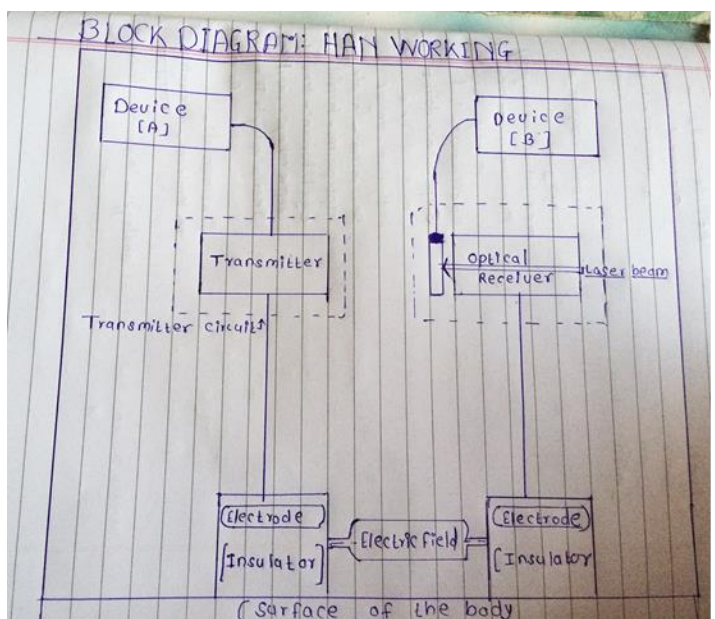 BLOCK DIAGRAM: HAN WORKING
Device
[A]
Device
[B]
Transmitter
Optical
Receiver
Laser beam
Transmitter circuit
(Electrode)
[Insulator]
Electric field
(Electrode)
[Insulator
(Surface of the body